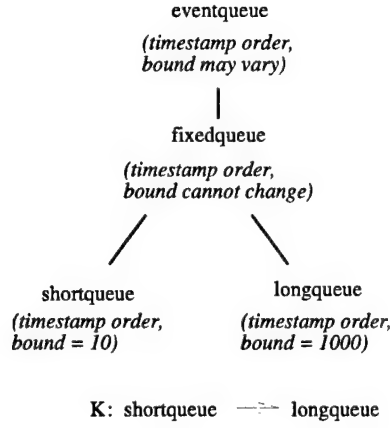 eventqueue
(timestamp order,
bound may vary)
fixedqueue
(timestamp order,
bound cannot change)
shortqueue
(timestamp order,
bound = 10)
longqueue
(timestamp order,
bound = 1000)
K: shortqueue → longqueue